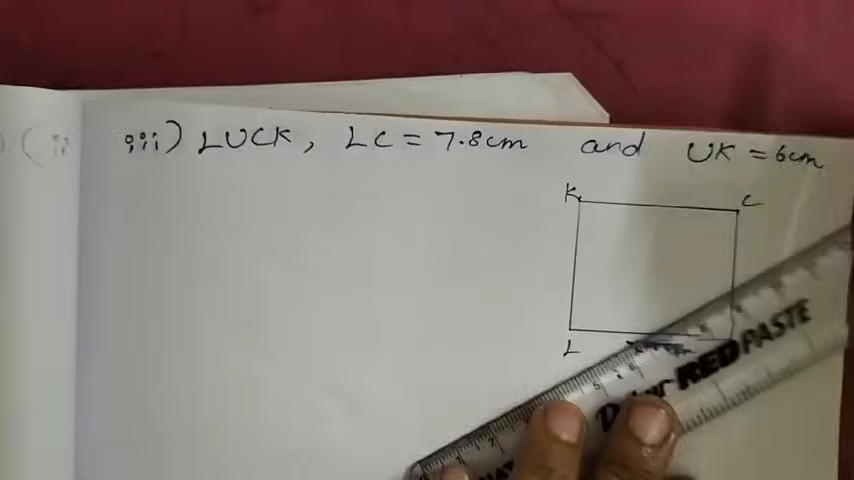 iii) LUCK, LC = 7.8cm and UK = 6cm
K C
L
RED PASTE